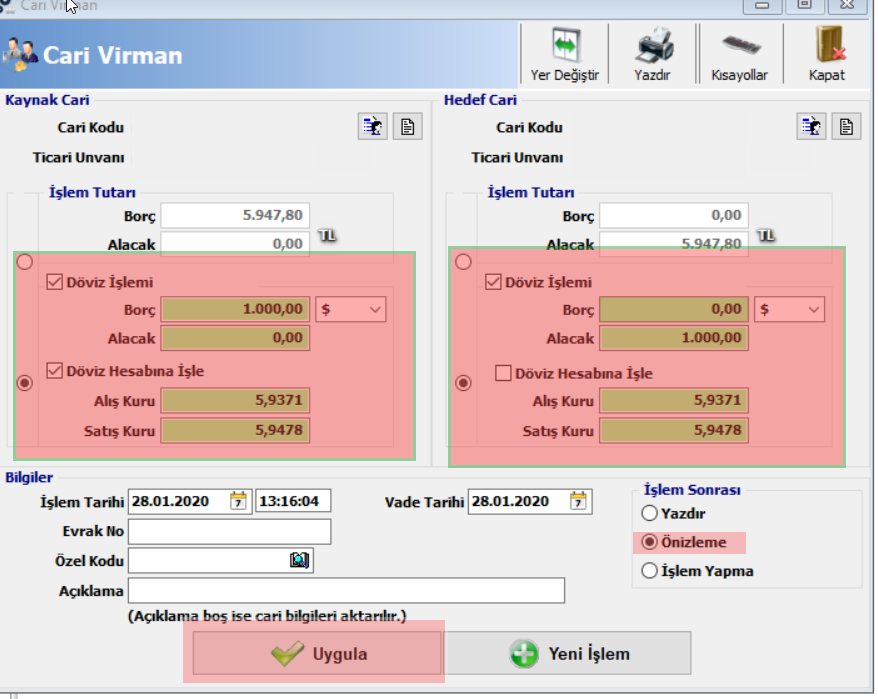 Cari Virman
Cari Virman
Yer Değiştir
Yazdır
Kısayollar
Kapat
Kaynak Cari
Cari Kodu
Ticari Unvanı
İşlem Tutarı
Borç 5.947,80
Alacak 0,00
TL
Döviz İşlemi
Borç 1.000,00 $
Alacak 0,00
Döviz Hesabına İşle
Alış Kuru 5,9371
Satış Kuru 5,9478
Hedef Cari
Cari Kodu
Ticari Unvanı
İşlem Tutarı
Borç 0,00
Alacak 5.947,80
TL
Döviz İşlemi
Borç 0,00 $
Alacak 1.000,00
Döviz Hesabına İşle
Alış Kuru 5,9371
Satış Kuru 5,9478
Bilgiler
İşlem Tarihi 28.01.2020 7 13:16:04 Vade Tarihi 28.01.2020 7
Evrak No
Özel Kodu
Açıklama
(Açıklama boş ise cari bilgileri aktarılır.)
İşlem Sonrası
Yazdır
Önizleme
İşlem Yapma
Uygula
Yeni İşlem